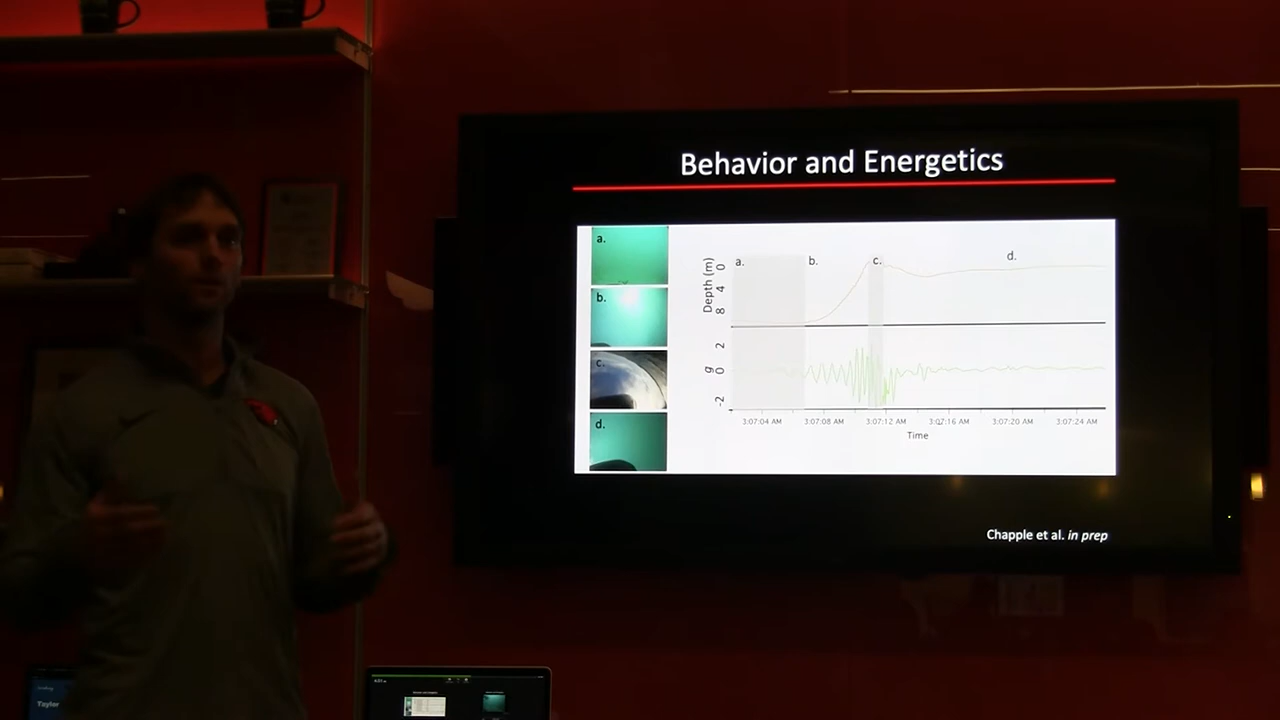 Behavior and Energetics
a.
b.
c.
d.
Depth (m)
0
4
8
a.
b.
c.
d.
g
2
0
-2
3:07:04 AM 3:07:08 AM 3:07:12 AM 3:07:16 AM 3:07:20 AM 3:07:24 AM
Time
Chapple et al. in prep
Taylor